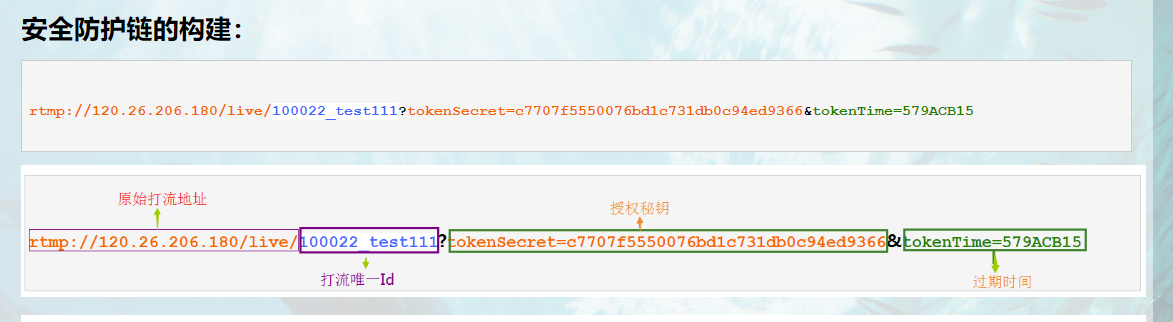 安全防护链的构建：
rtmp://120.26.206.180/live/100022_test111?tokenSecret=c7707f5550076bd1c731db0c94ed9366&tokenTime=579ACB15
原始打流地址
授权秘钥
rtmp://120.26.206.180/live/100022_test111?tokenSecret=c7707f5550076bd1c731db0c94ed9366&tokenTime=579ACB15
打流唯一Id
过期时间